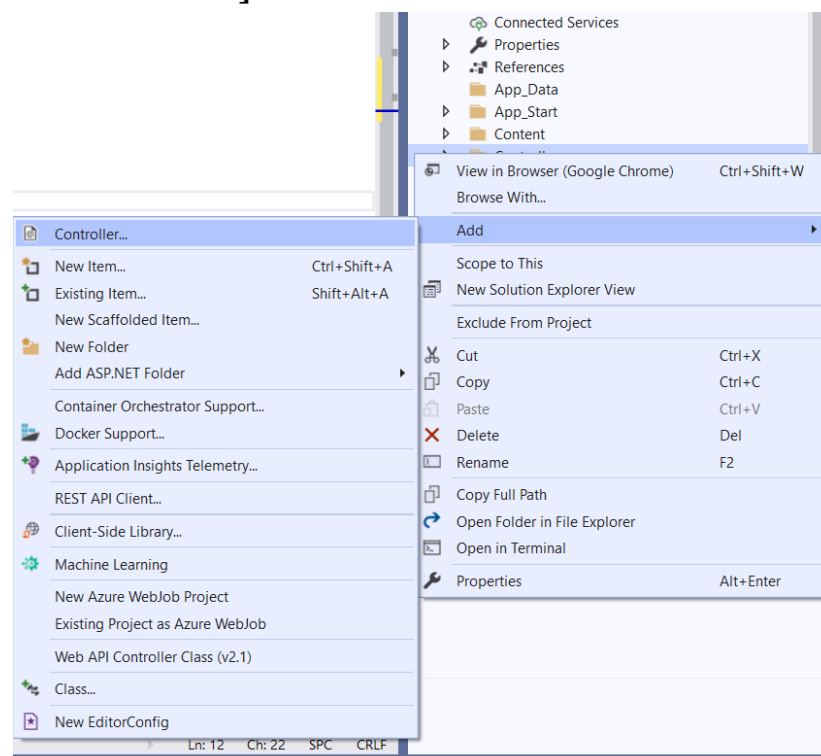 Connected Services
Properties
References
App_Data
App_Start
Content
View in Browser (Google Chrome) Ctrl+Shift+W
Browse With...
Add
Scope to This
New Solution Explorer View
Exclude From Project
Cut Ctrl+X
Copy Ctrl+C
Paste Ctrl+V
Delete Del
Rename F2
Copy Full Path
Open Folder in File Explorer
Open in Terminal
Properties Alt+Enter
Controller...
New Item... Ctrl+Shift+A
Existing Item... Shift+Alt+A
New Scaffolded Item...
New Folder
Add ASP.NET Folder
Container Orchestrator Support...
Docker Support...
Application Insights Telemetry...
REST API Client...
Client-Side Library...
Machine Learning
New Azure WebJob Project
Existing Project as Azure WebJob
Web API Controller Class (v2.1)
Class...
New EditorConfig
Ln: 12 Ch: 22 SPC CRLF